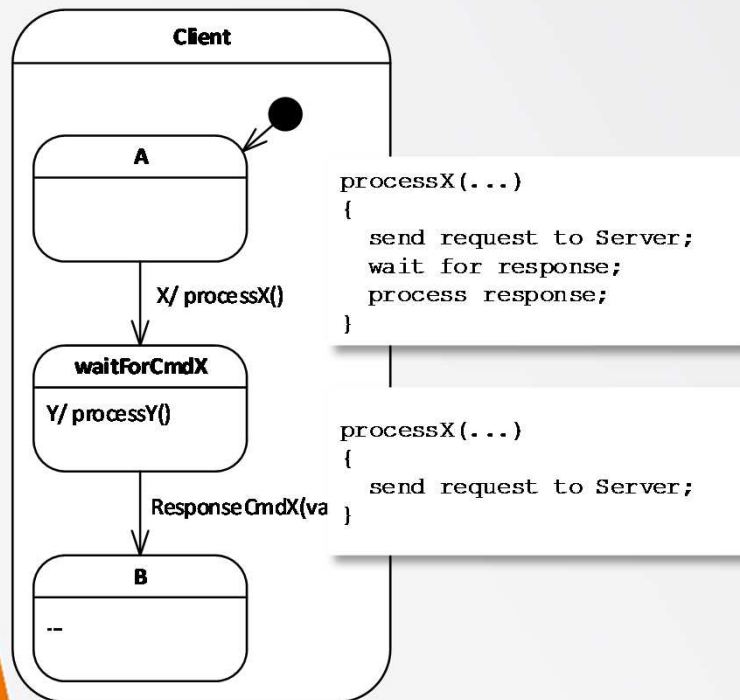 Client
A
X/ processX()
waitForCmdX
Y/ processY()
ResponseCmdX(va
B
--
processX(...)
{
send request to Server;
wait for response;
process response;
}
processX(...)
{
send request to Server;
}